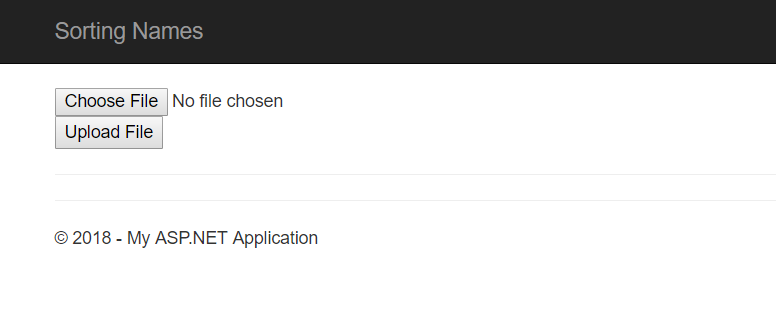 Sorting Names
Choose File No file chosen
Upload File
© 2018 - My ASP.NET Application